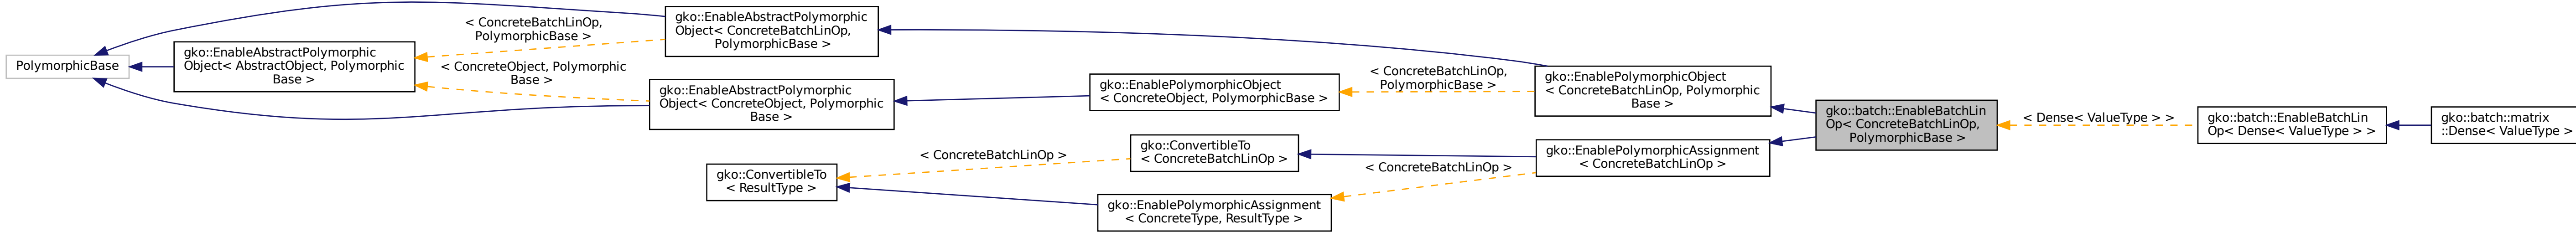 PolymorphicBase
gko::EnableAbstractPolymorphic
Object< AbstractObject, Polymorphic
Base >
< ConcreteBatchLinOp,
PolymorphicBase >
< ConcreteObject, Polymorphic
Base >
gko::EnableAbstractPolymorphic
Object< ConcreteBatchLinOp,
PolymorphicBase >
gko::EnableAbstractPolymorphic
Object< ConcreteObject, Polymorphic
Base >
gko::ConvertibleTo
< ResultType >
< ConcreteBatchLinOp >
gko::EnablePolymorphicObject
< ConcreteObject, PolymorphicBase >
gko::ConvertibleTo
< ConcreteBatchLinOp >
gko::EnablePolymorphicAssignment
< ConcreteType, ResultType >
< ConcreteBatchLinOp,
PolymorphicBase >
< ConcreteBatchLinOp >
gko::EnablePolymorphicObject
< ConcreteBatchLinOp, Polymorphic
Base >
gko::EnablePolymorphicAssignment
< ConcreteBatchLinOp >
gko::batch::EnableBatchLin
Op< ConcreteBatchLinOp,
PolymorphicBase >
< Dense< ValueType > >
gko::batch::EnableBatchLin
Op< Dense< ValueType > >
gko::batch::matrix
::Dense< ValueType >